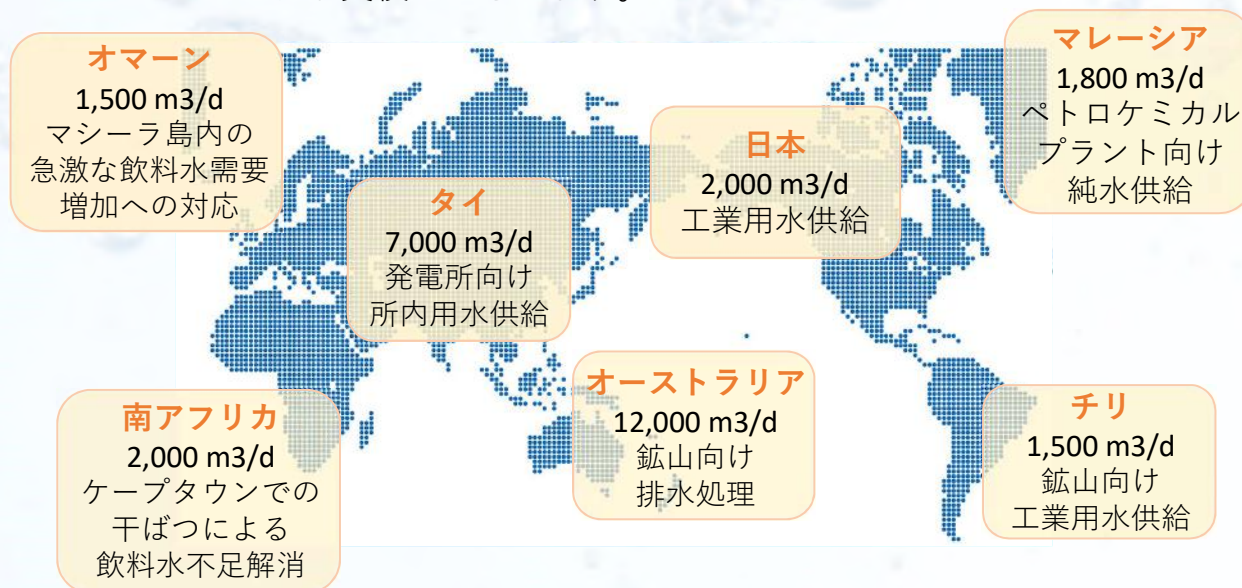 オマーン
1,500 m3/d
マシーラ島内の
急激な飲料水需要
増加への対応
タイ
7,000 m3/d
発電所向け
所内用水供給
日本
2,000 m3/d
工業用水供給
マレーシア
1,800 m3/d
ペトロケミカル
プラント向け
純水供給
南アフリカ
2,000 m3/d
ケープタウンでの
干ばつによる
飲料水不足解消
オーストラリア
12,000 m3/d
鉱山向け
排水処理
チリ
1,500 m3/d
鉱山向け
工業用水供給